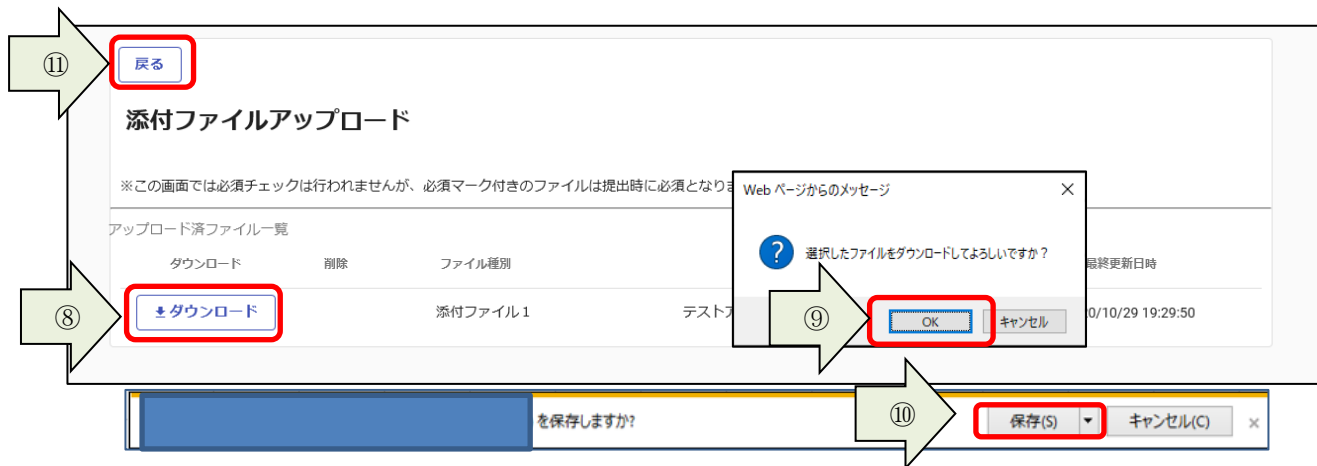 ⑪
戻る
添付ファイルアップロード
※この画面では必須チェックは行われませんが、必須マーク付きのファイルは提出時に必須となりま
Web ページからのメッセージ
選択したファイルをダウンロードしてよろしいですか？
⑨
OK
キャンセル
アップロード済ファイル一覧
ダウンロード 削除 ファイル種別 最終更新日時
⑧
ダウンロード 添付ファイル１ テスト 0/10/29 19:29:50
を保存しますか?
⑩
保存(S)
キャンセル(C)